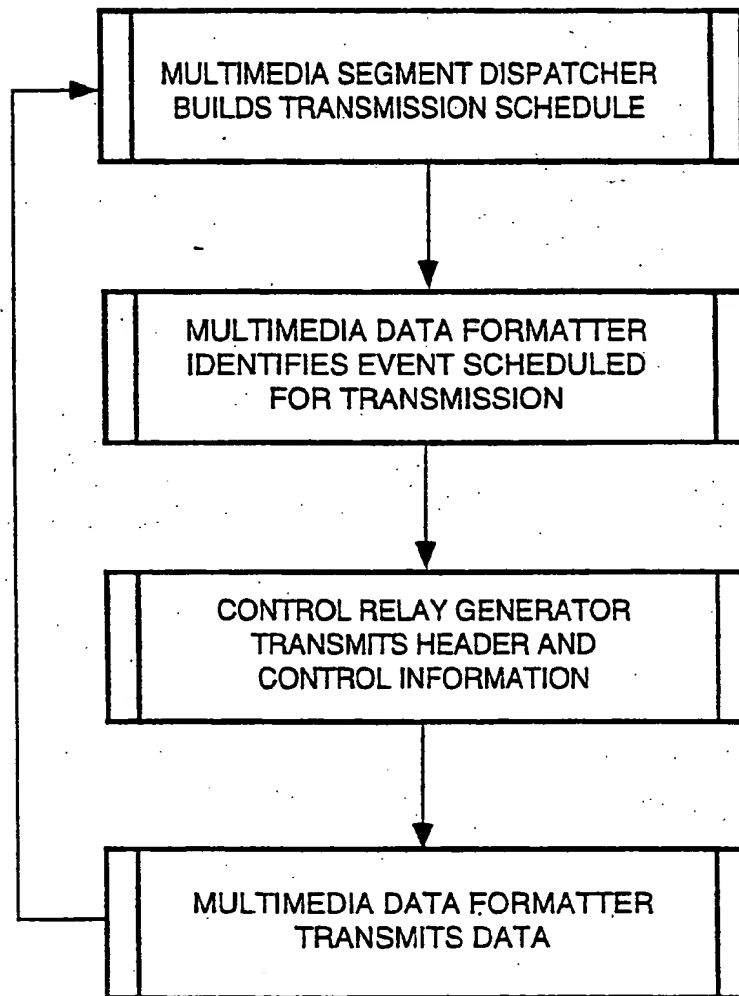 MULTIMEDIA SEGMENT DISPATCHER
BUILDS TRANSMISSION SCHEDULE
MULTIMEDIA DATA FORMATTER
IDENTIFIES EVENT SCHEDULED
FOR TRANSMISSION
CONTROL RELAY GENERATOR
TRANSMITS HEADER AND
CONTROL INFORMATION
MULTIMEDIA DATA FORMATTER
TRANSMITS DATA